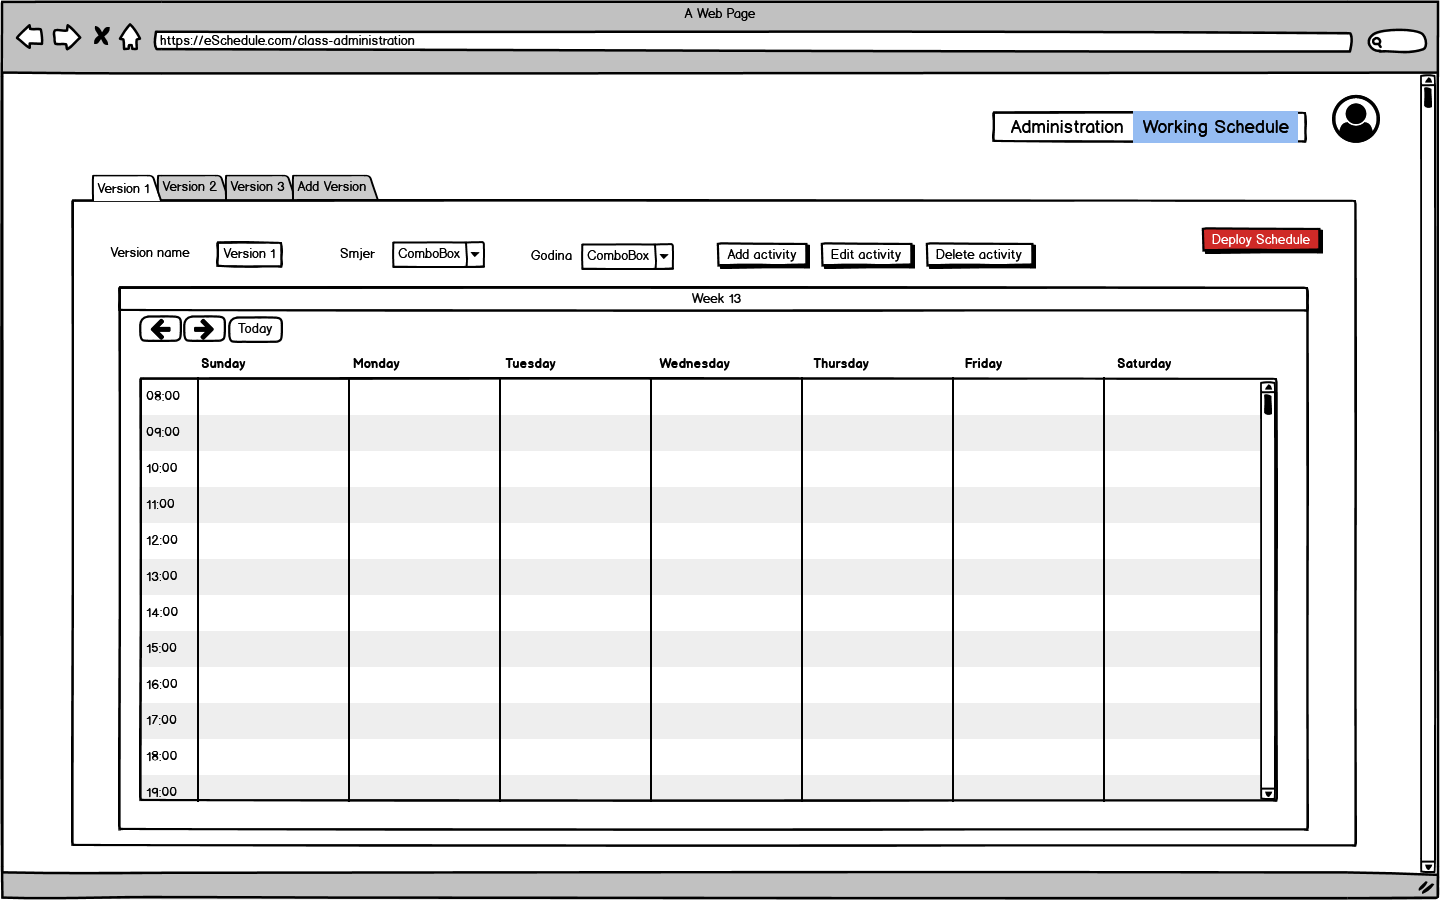 A Web Page
https://eSchedule.com/class-administration
Administration Working Schedule
Version 1 Version 2 Version 3 Add Version
Deploy Schedule
Version name Version 1 Smjer ComboBox Godina ComboBox Add activity Edit activity Delete activity
Week 13
Today
Sunday Monday Tuesday Wednesday Thursday Friday Saturday
08:00
09:00
10:00
11:00
12:00
13:00
14:00
15:00
16:00
17:00
18:00
19:00